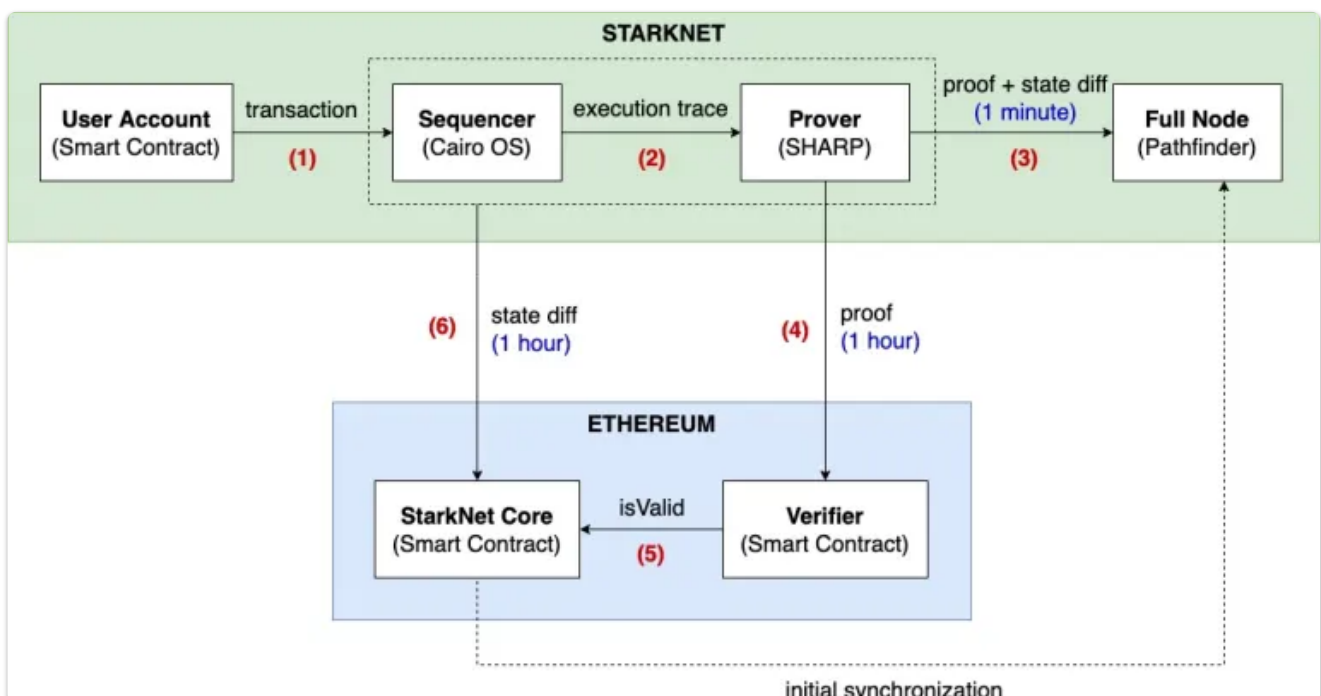 STARKNET
User Account
(Smart Contract)
transaction
(1)
Sequencer
(Cairo OS)
execution trace
(2)
Prover
(SHARP)
proof + state diff
(1 minute)
(3)
Full Node
(Pathfinder)
(6)
state diff
(1 hour)
(4)
proof
(1 hour)
ETHEREUM
StarkNet Core
(Smart Contract)
isValid
(5)
Verifier
(Smart Contract)
initial synchronization